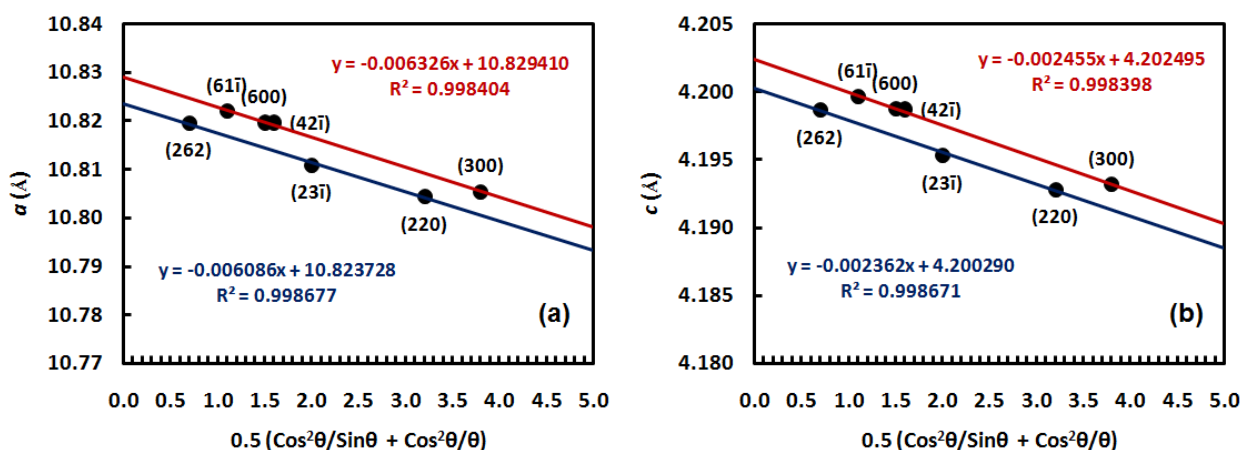 10.84
10.83
10.82
10.81
10.80
10.79
10.78
10.77
a (Å)
y = -0.006326x + 10.829410
R² = 0.998404
(61ī)
(600)
(42ī)
(262)
(300)
(23ī)
(220)
y = -0.006086x + 10.823728
R² = 0.998677
(a)
0.0 0.5 1.0 1.5 2.0 2.5 3.0 3.5 4.0 4.5 5.0
0.5 (Cos²θ/Sinθ + Cos²θ/θ)
4.205
4.200
4.195
4.190
4.185
4.180
c (Å)
y = -0.002455x + 4.202495
R² = 0.998398
(61ī)
(600)
(42ī)
(262)
(300)
(23ī)
(220)
y = -0.002362x + 4.200290
R² = 0.998671
(b)
0.0 0.5 1.0 1.5 2.0 2.5 3.0 3.5 4.0 4.5 5.0
0.5 (Cos²θ/Sinθ + Cos²θ/θ)